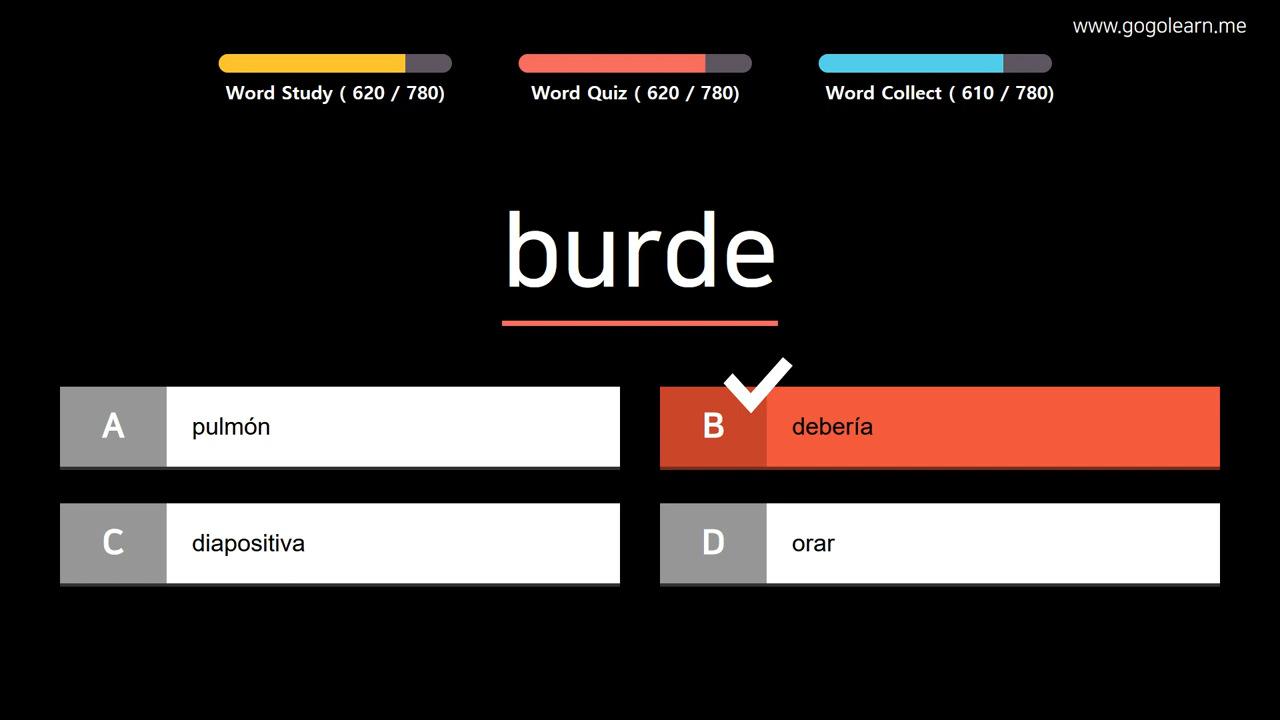 www.gogolearn.me
Word Study ( 620 / 780)
Word Quiz ( 620 / 780)
Word Collect ( 610 / 780)
burde
A pulmón
B debería
C diapositiva
D orar